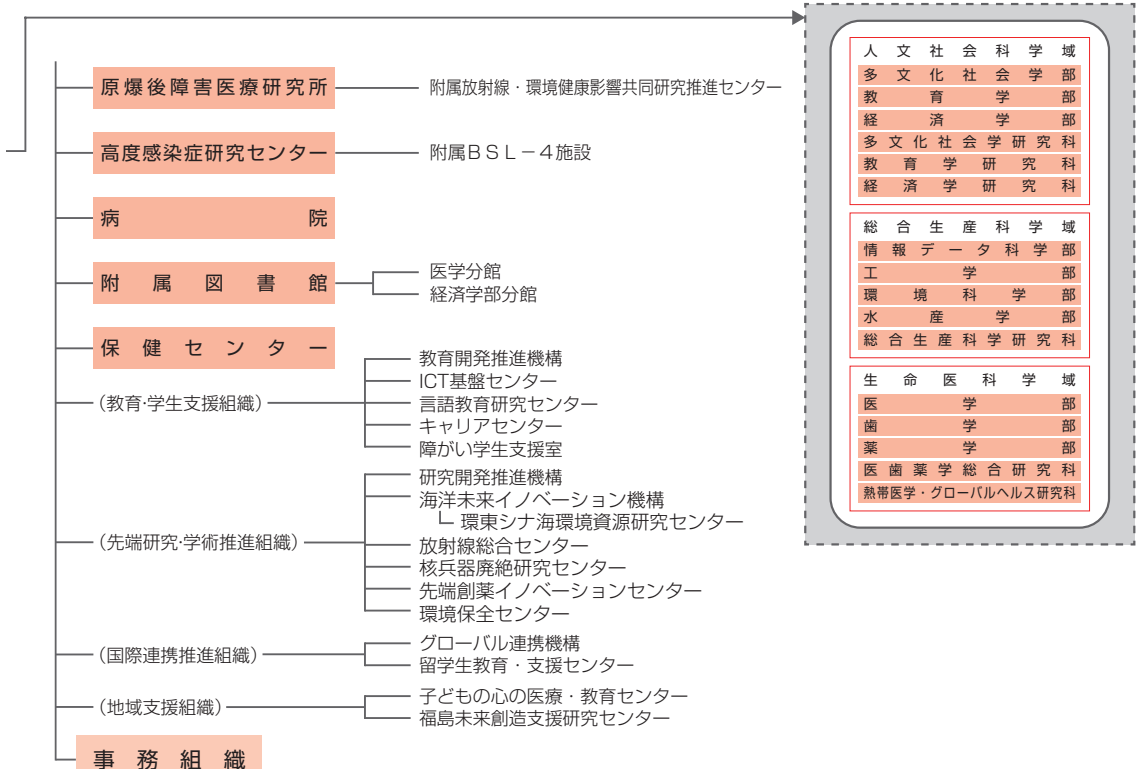 原爆後障害医療研究所
附属放射線・環境健康影響共同研究推進センター
高度感染症研究センター
附属BSL－4施設
病院
附属図書館
医学分館
経済学部分館
保健センター
(教育・学生支援組織)
教育開発推進機構
ICT基盤センター
言語教育研究センター
キャリアセンター
障がい学生支援室
(先端研究・学術推進組織)
研究開発推進機構
海洋未来イノベーション機構
環東シナ海環境資源研究センター
放射線総合センター
核兵器廃絶研究センター
先端創薬イノベーションセンター
環境保全センター
(国際連携推進組織)
グローバル連携機構
留学生教育・支援センター
(地域支援組織)
子どもの心の医療・教育センター
福島未来創造支援研究センター
事務組織
人文社会科学域
多文化社会学部
教育学部
経済学部
多文化社会学研究科
教育学研究科
経済学研究科
総合生産科学域
情報データ科学部
工学部
環境科学部
水産学部
総合生産科学研究科
生命医科学域
医学部
歯学部
薬学部
医歯薬学総合研究科
熱帯医学・グローバルヘルス研究科